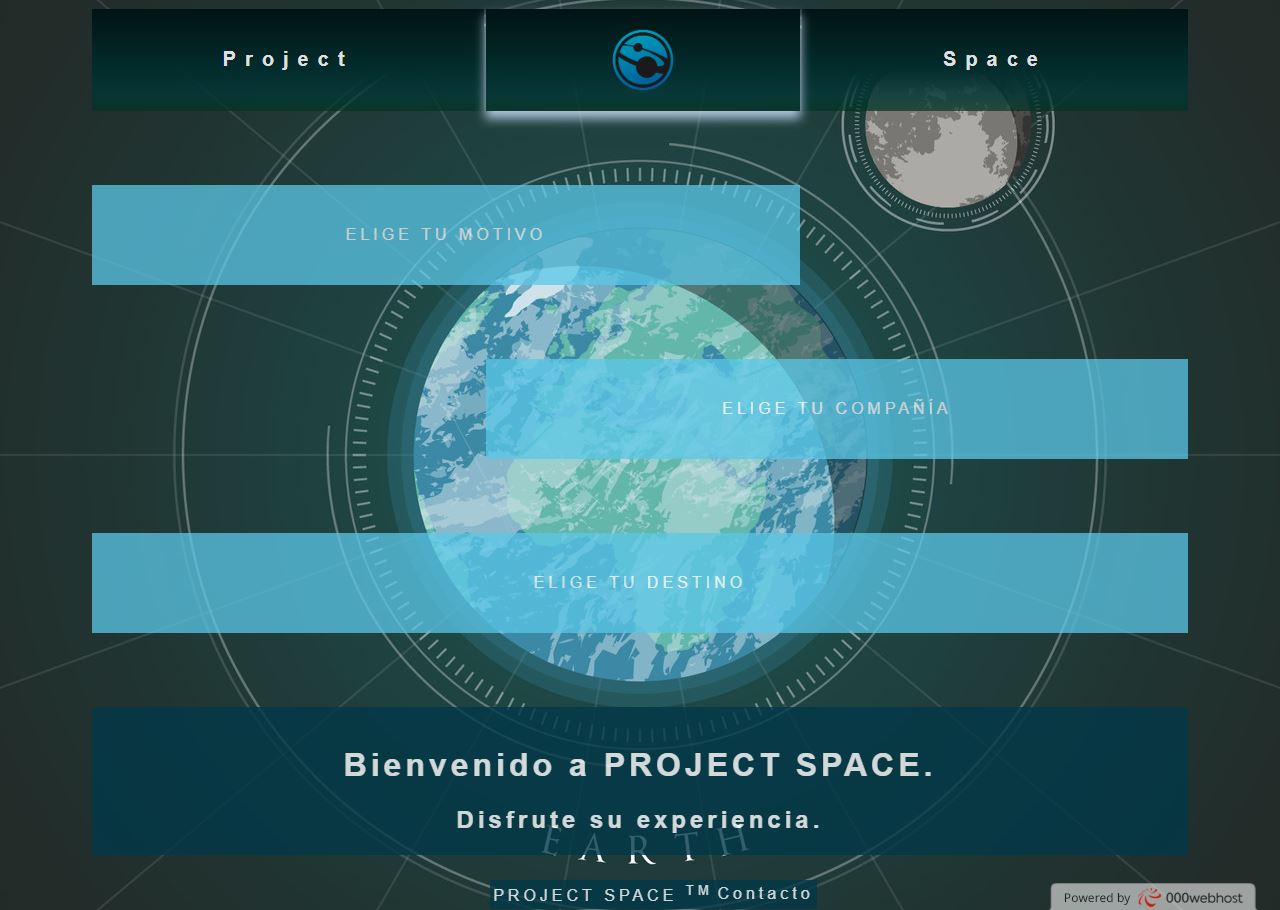 Project Space
ELIGE TU MOTIVO
ELIGE TU COMPAÑÍA
ELIGE TU DESTINO
Bienvenido a PROJECT SPACE.
Disfrute su experiencia.
EARTH
PROJECT SPACE TM Contacto
Powered by 000webhost